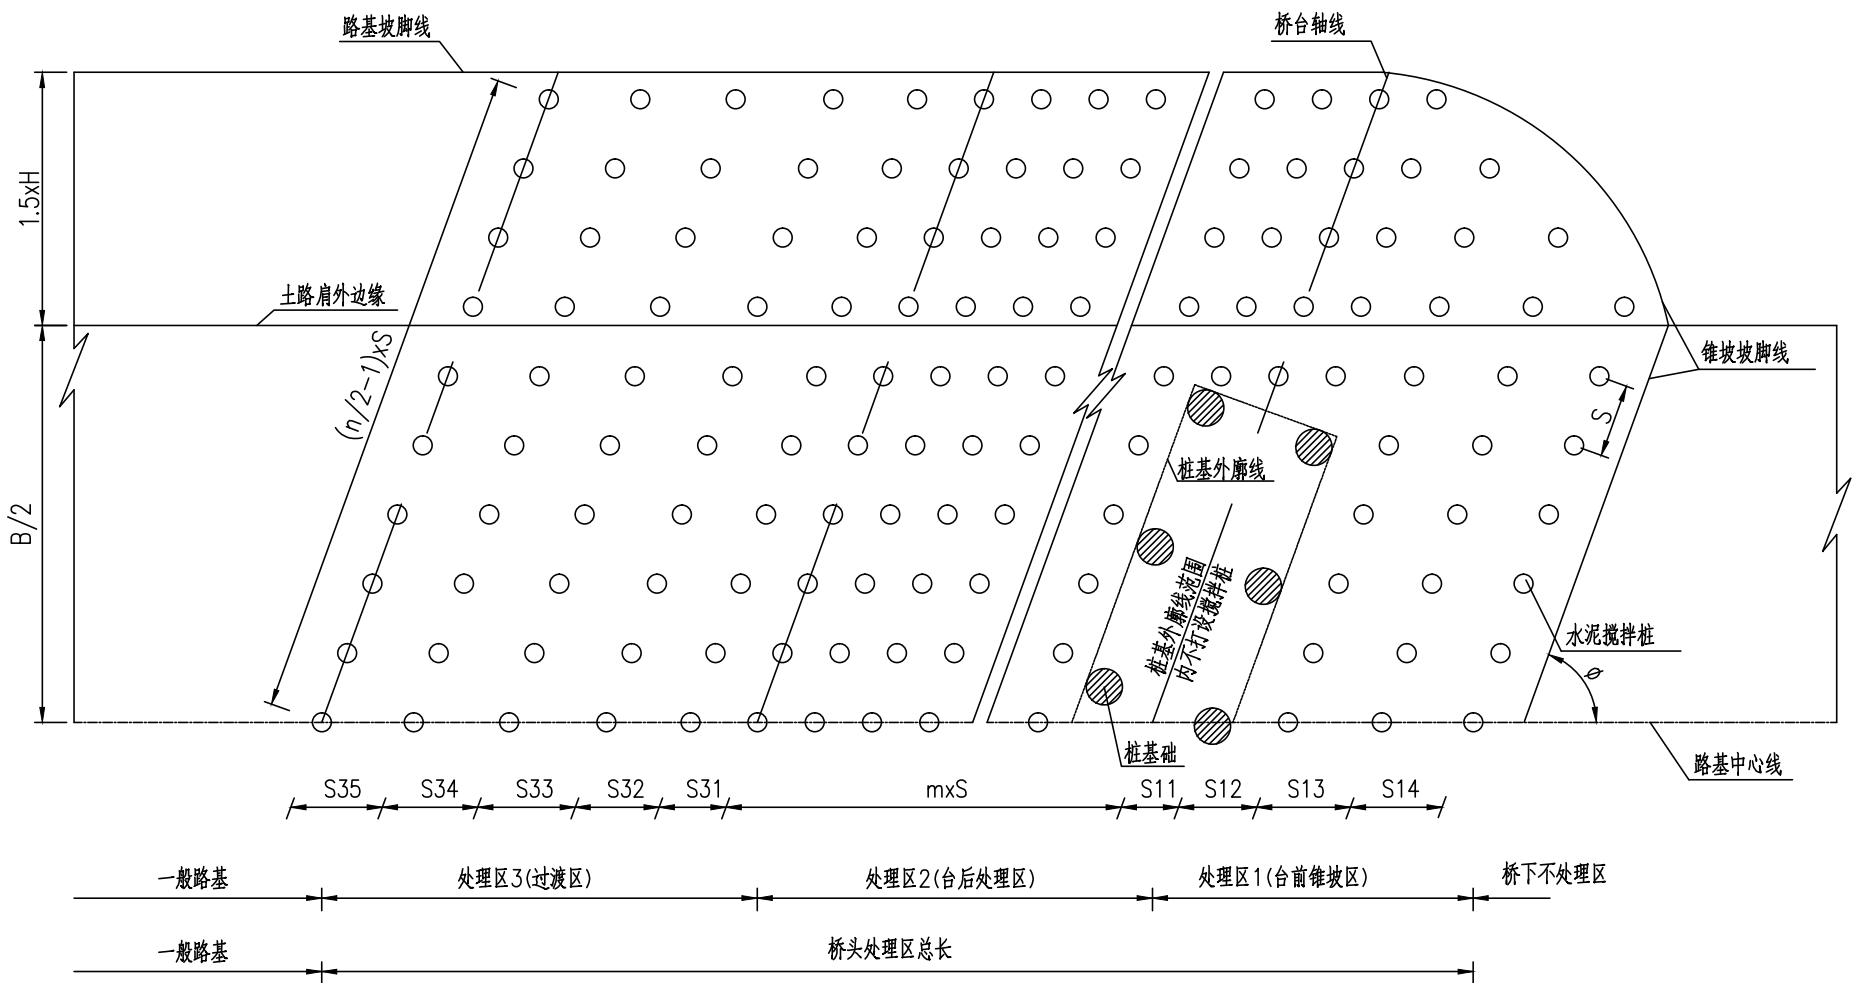 路基坡脚线
桥台轴线
1.5xH
土路肩外边缘
(n/2-1)xS
锥坡坡脚线
S
桩基外廓线
B/2
桩基外廓线范围
内不打设搅拌桩
水泥搅拌桩
ø
桩基础
路基中心线
S35 S34 S33 S32 S31 mxS S11 S12 S13 S14
一般路基 处理区3(过渡区) 处理区2(台后处理区) 处理区1(台前锥坡区) 桥下不处理区
一般路基 桥头处理区总长